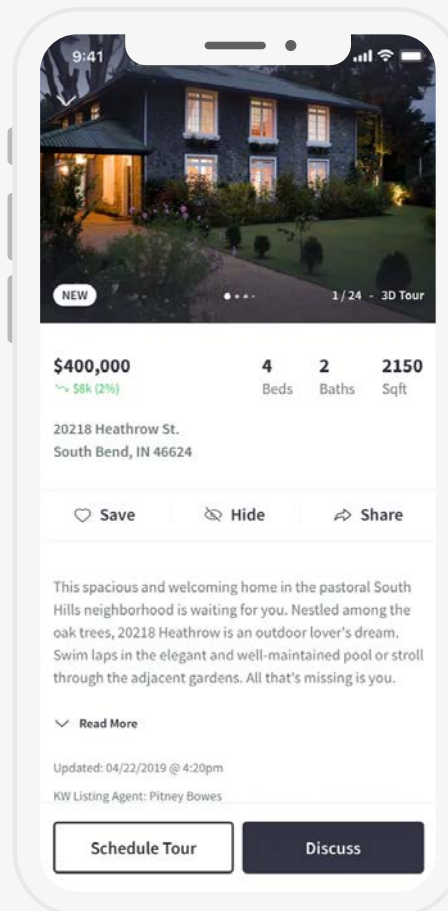 9:41
NEW
1 / 24 - 3D Tour
$400,000
4
2
2150
$8k (2%)
Beds
Baths
Sqft
20218 Heathrow St.
South Bend, IN 46624
Save
Hide
Share
This spacious and welcoming home in the pastoral South
Hills neighborhood is waiting for you. Nestled among the
oak trees, 20218 Heathrow is an outdoor lover's dream.
Swim laps in the elegant and well-maintained pool or stroll
through the adjacent gardens. All that's missing is you.
Read More
Updated: 04/22/2019 @ 4:20pm
KW Listing Agent: Pitney Bowes
Schedule Tour
Discuss